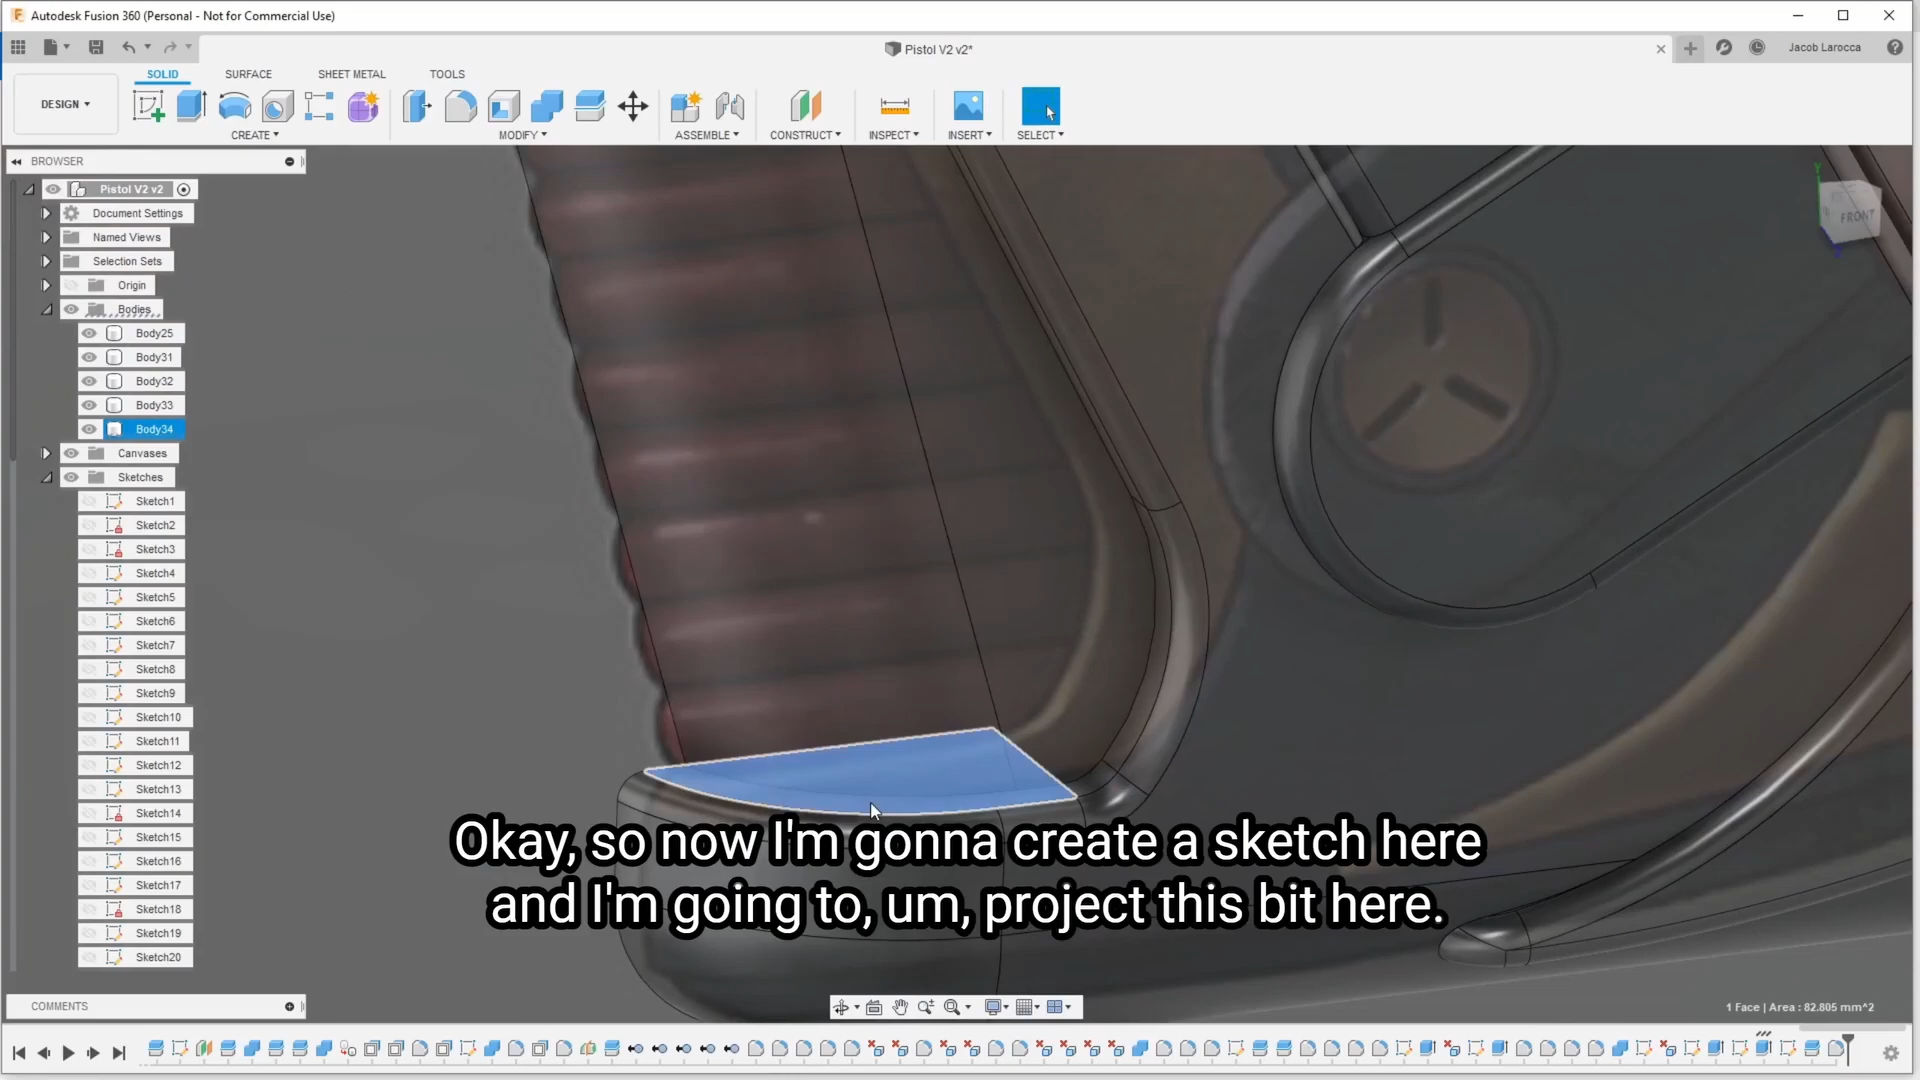 Autodesk Fusion 360 (Personal - Not for Commercial Use)
Pistol V2 v2*
Jacob Larocca
SOLID
SURFACE
SHEET METAL
TOOLS
DESIGN
CREATE
MODIFY
ASSEMBLE
CONSTRUCT
INSPECT
INSERT
SELECT
BROWSER
Pistol V2 v2
Document Settings
Named Views
Selection Sets
Origin
Bodies
Body25
Body31
Body32
Body33
Body34
Canvases
Sketches
Sketch1
Sketch2
Sketch3
Sketch4
Sketch5
Sketch6
Sketch7
Sketch8
Sketch9
Sketch10
Sketch11
Sketch12
Sketch13
Sketch14
Sketch15
Sketch16
Sketch17
Sketch18
Sketch19
Sketch20
Y
FRONT
Okay, so now I'm gonna create a sketch here
and I'm going to, um, project this bit here.
COMMENTS
1 Face | Area : 82.805 mm^2